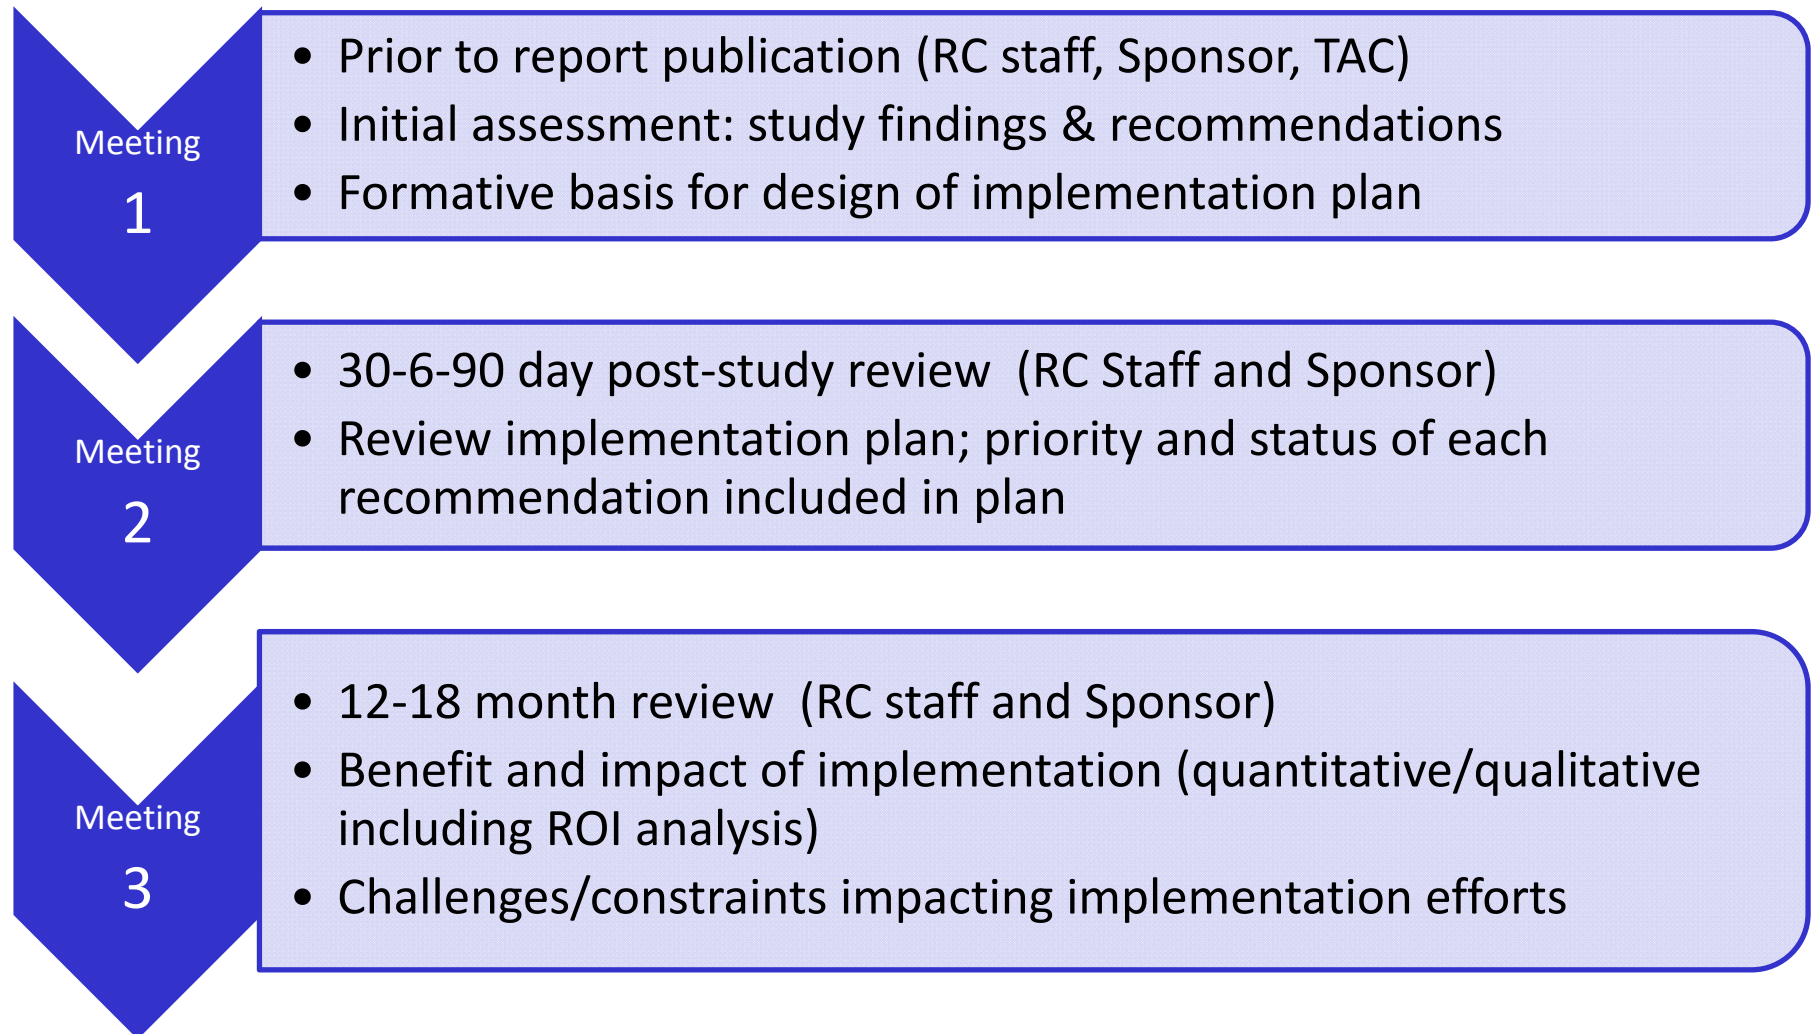 Meeting
1
• Prior to report publication (RC staff, Sponsor, TAC)
• Initial assessment: study findings & recommendations
• Formative basis for design of implementation plan
Meeting
2
• 30-6-90 day post-study review  (RC Staff and Sponsor)
• Review implementation plan; priority and status of each
recommendation included in plan
Meeting
3
• 12-18 month review  (RC staff and Sponsor)
• Benefit and impact of implementation (quantitative/qualitative
including ROI analysis)
• Challenges/constraints impacting implementation efforts